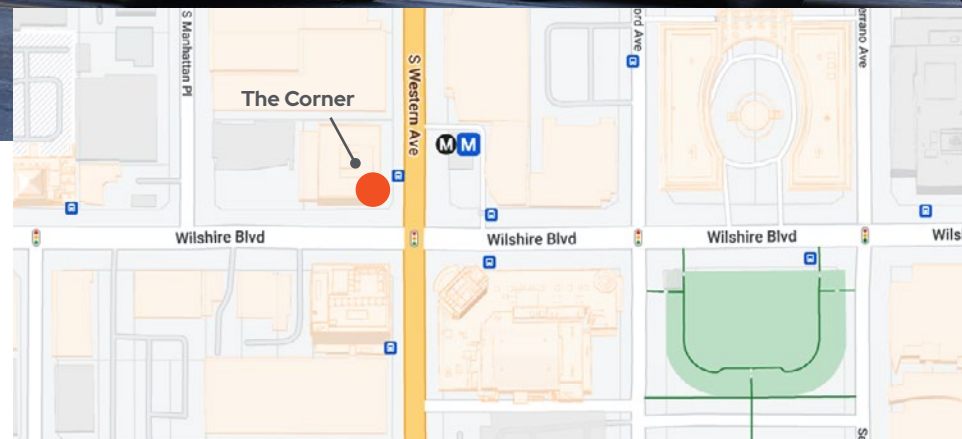 S Manhattan Pl
The Corner
S Western Ave
M M
ord Ave
errano Ave
Wilshire Blvd
Wilshire Blvd
Wilshire Blvd
Wils